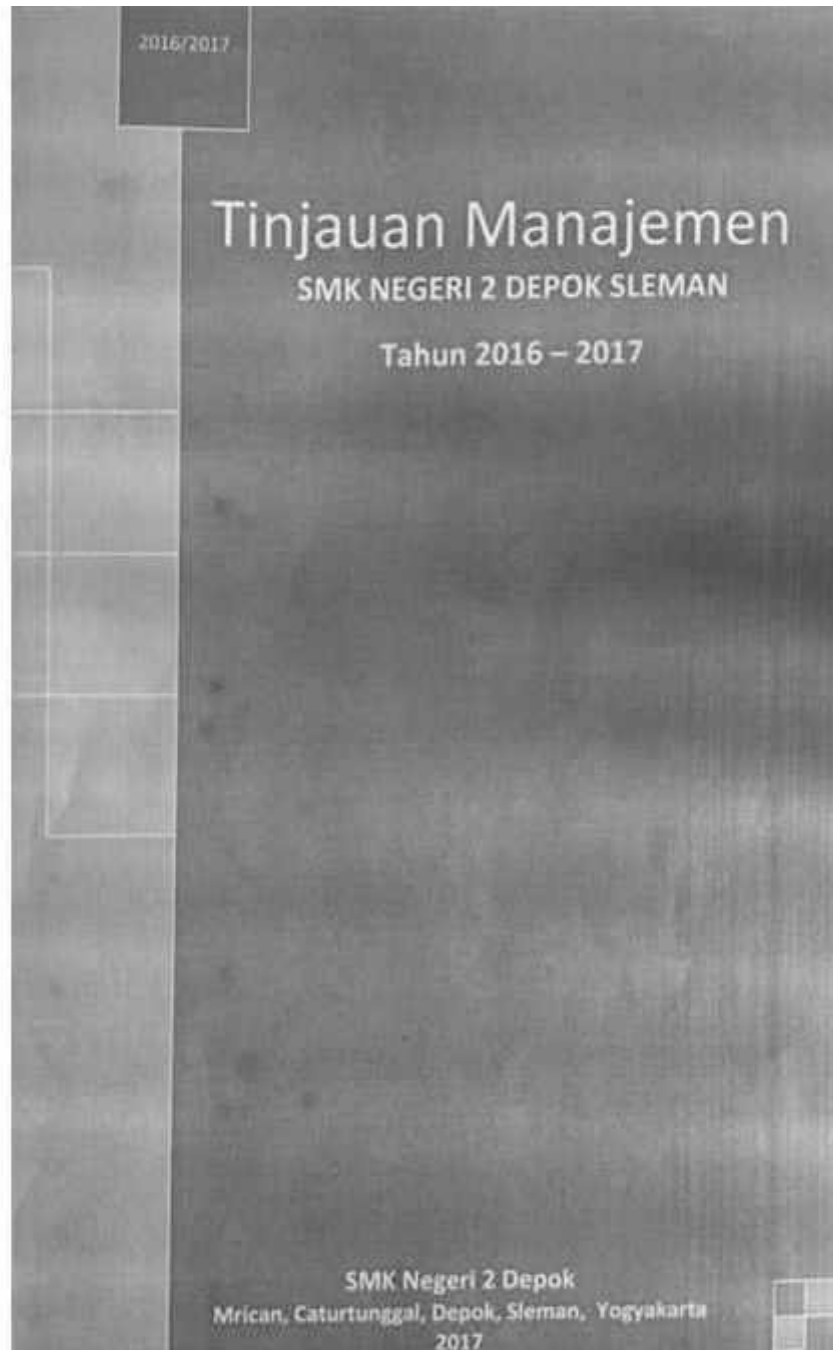 2016/2017
Tinjauan Manajemen
SMK NEGERI 2 DEPOK SLEMAN
Tahun 2016 – 2017
SMK Negeri 2 Depok
Mrican, Caturtunggal, Depok, Sleman, Yogyakarta
2017